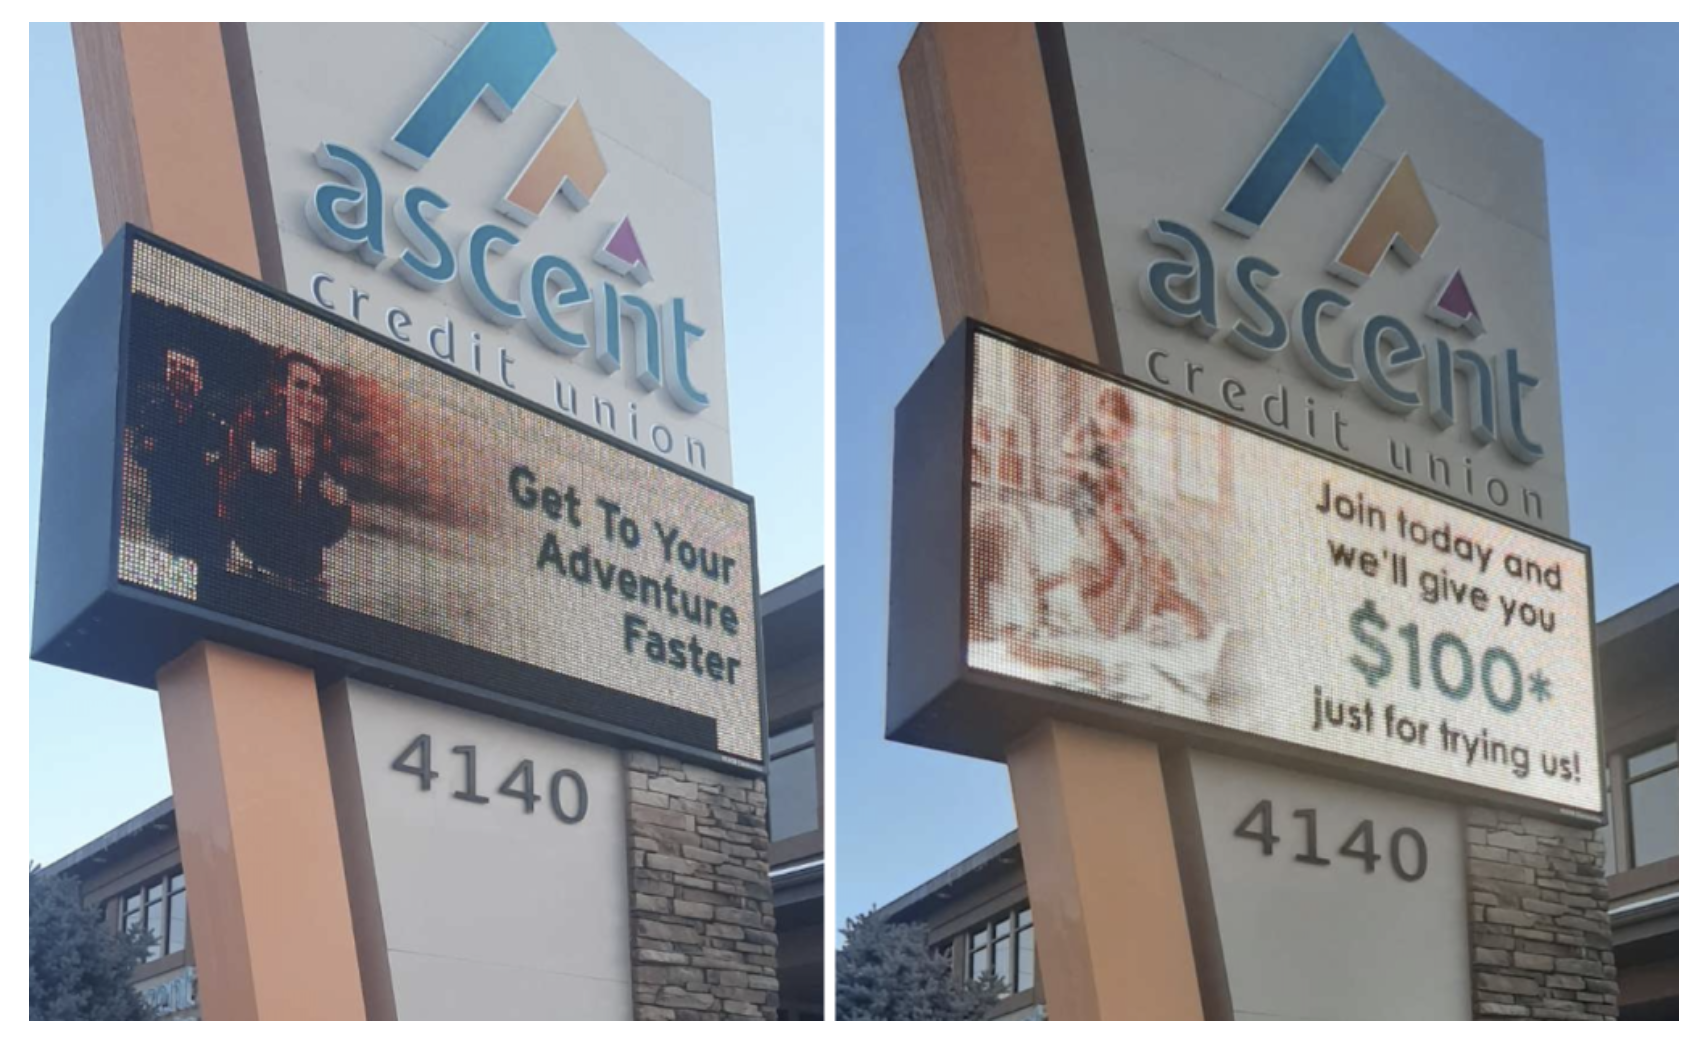 ascent
credit union
Get To Your
Adventure
Faster
4140
ascent
credit union
Join today and
we'll give you
$100*
just for trying us!
4140